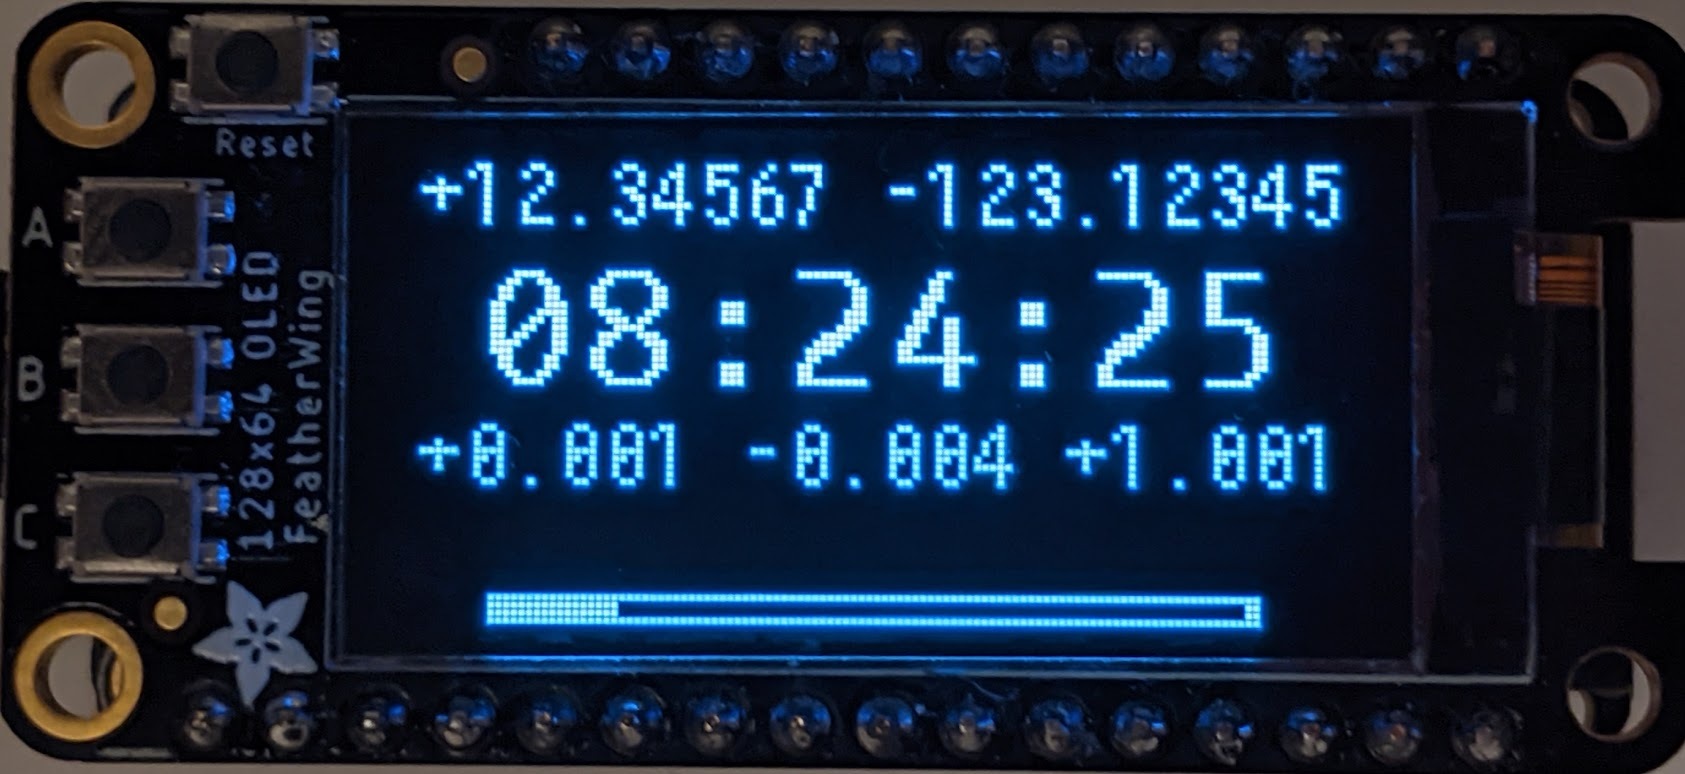 Reset
+12.34567 -123.12345
A
08:24:25
B
+0.001 -0.004 +1.001
C
128x64 OLED
FeatherWing